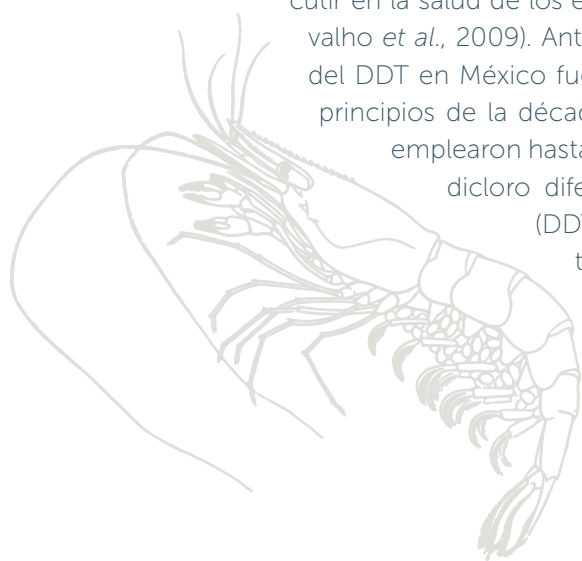 cutir en la salud de los e
valho et al., 2009). Ant
del DDT en México fue
principios de la décad
emplearon hasta
dicloro dife
(DDT
t